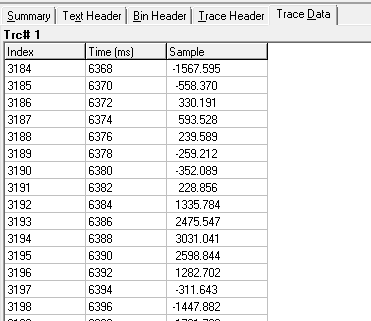 Summary Text Header Bin Header Trace Header Trace Data
Trc# 1
Index Time (ms) Sample
3184 6368 -1567.595
3185 6370 -558.370
3186 6372 330.191
3187 6374 593.528
3188 6376 239.589
3189 6378 -259.212
3190 6380 -352.089
3191 6382 228.856
3192 6384 1335.784
3193 6386 2475.547
3194 6388 3031.041
3195 6390 2598.844
3196 6392 1282.702
3197 6394 -311.643
3198 6396 -1447.882